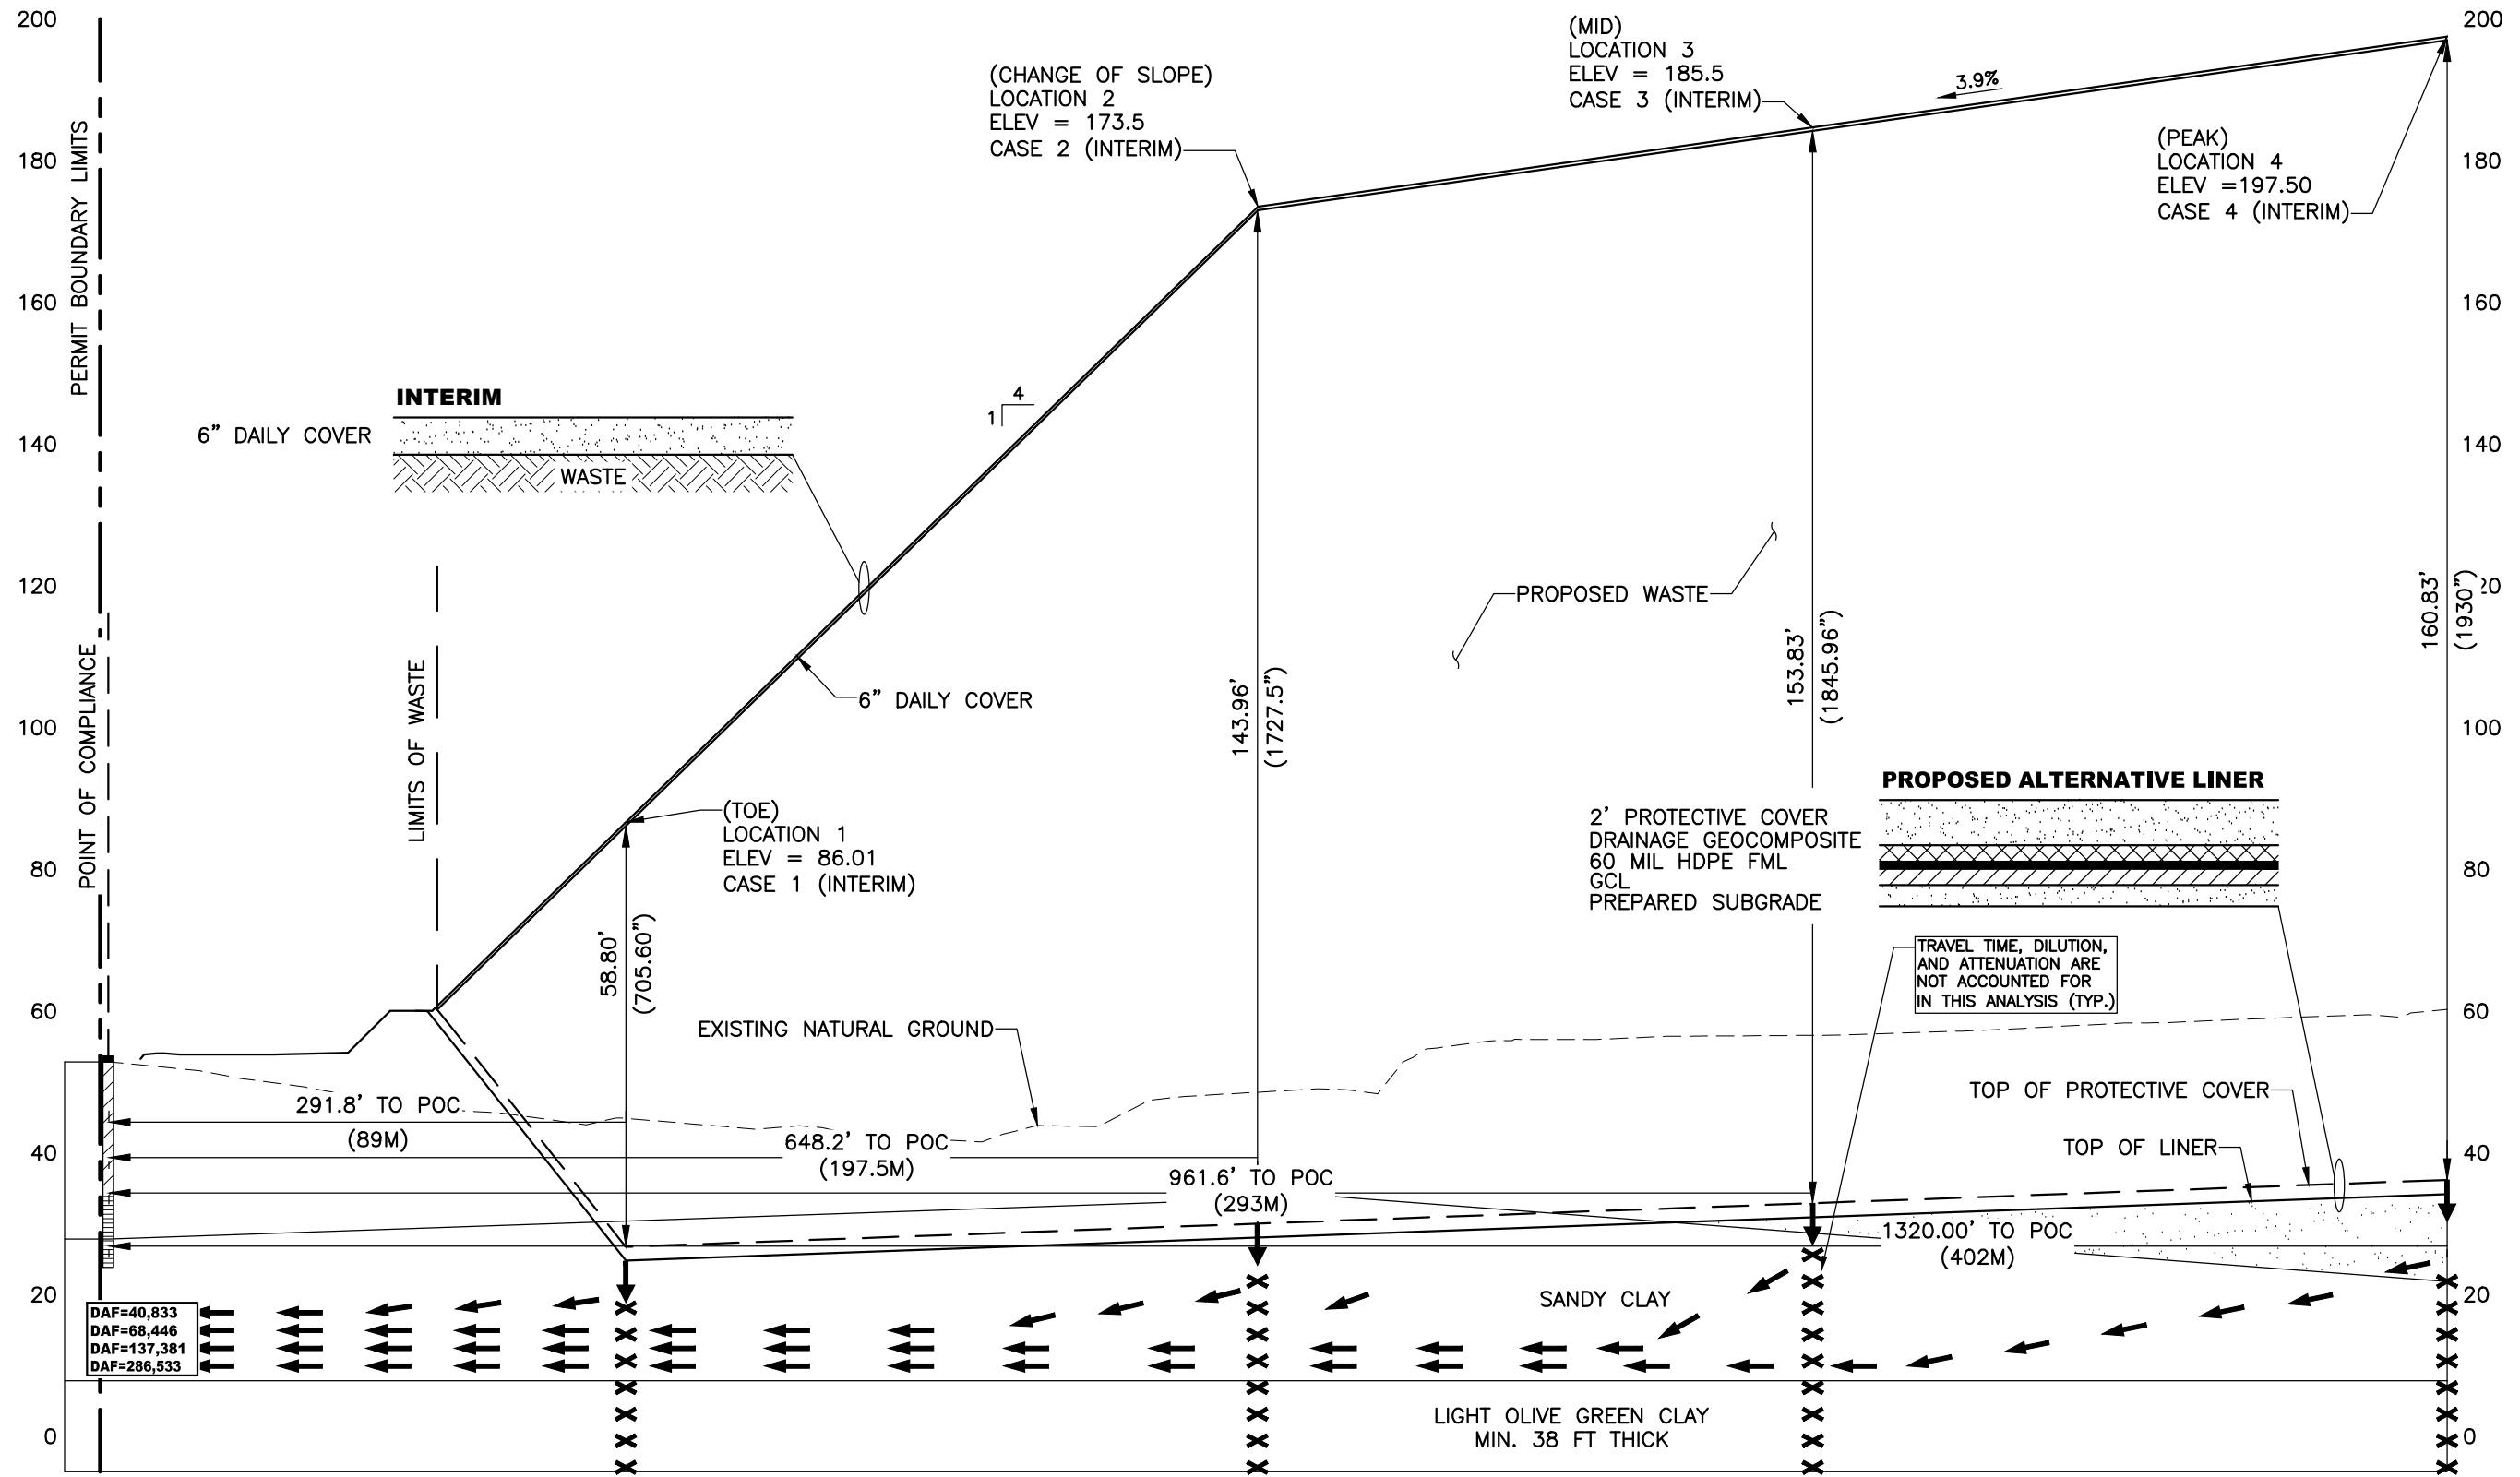 200
180
160
140
120
100
80
60
40
20
0
PERMIT BOUNDARY LIMITS
POINT OF COMPLIANCE
LIMITS OF WASTE
INTERIM
6" DAILY COVER
WASTE
1
4
6" DAILY COVER
(TOE)
LOCATION 1
ELEV = 86.01
CASE 1 (INTERIM)
58.80'
(705.60")
(CHANGE OF SLOPE)
LOCATION 2
ELEV = 173.5
CASE 2 (INTERIM)
143.96'
(1727.5")
(MID)
LOCATION 3
ELEV = 185.5
CASE 3 (INTERIM)
3.9%
153.83'
(1845.96")
(PEAK)
LOCATION 4
ELEV =197.50
CASE 4 (INTERIM)
160.83'
(1930")
PROPOSED WASTE
PROPOSED ALTERNATIVE LINER
2' PROTECTIVE COVER
DRAINAGE GEOCOMPOSITE
60 MIL HDPE FML
GCL
PREPARED SUBGRADE
TRAVEL TIME, DILUTION,
AND ATTENUATION ARE
NOT ACCOUNTED FOR
IN THIS ANALYSIS (TYP.)
EXISTING NATURAL GROUND
TOP OF PROTECTIVE COVER
TOP OF LINER
291.8' TO POC
(89M)
648.2' TO POC
(197.5M)
961.6' TO POC
(293M)
1320.00' TO POC
(402M)
SANDY CLAY
DAF=40,833
DAF=68,446
DAF=137,381
DAF=286,533
LIGHT OLIVE GREEN CLAY
MIN. 38 FT THICK
200
180
160
140
20
100
80
60
40
20
0